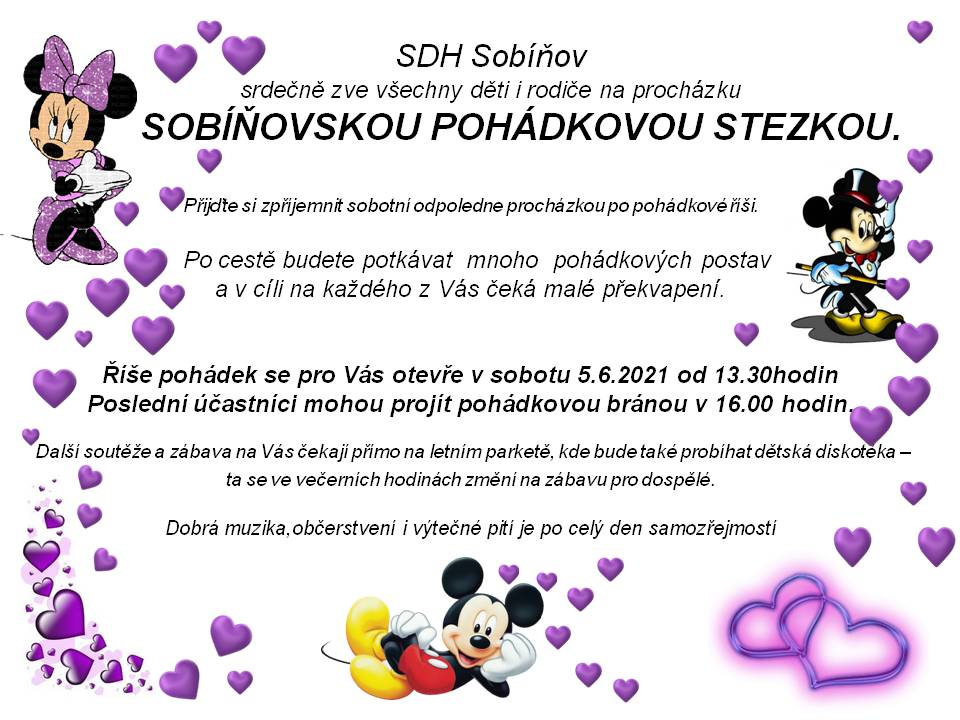 SDH Sobíňov
srdečně zve všechny děti i rodiče na procházku
SOBÍŇOVSKOU POHÁDKOVOU STEZKOU.
Přijďte si zpříjemnit sobotní odpoledne procházkou po pohádkové říši.
Po cestě budete potkávat mnoho pohádkových postav
a v cíli na každého z Vás čeká malé překvapení.
Říše pohádek se pro Vás otevře v sobotu 5.6.2021 od 13.30hodin
Poslední účastníci mohou projít pohádkovou bránou v 16.00 hodin.
Další soutěže a zábava na Vás čekají přímo na letním parketě, kde bude také probíhat dětská diskotéka –
ta se ve večerních hodinách změní na zábavu pro dospělé.
Dobrá muzika,občerstvení i výtečné pití je po celý den samozřejmostí